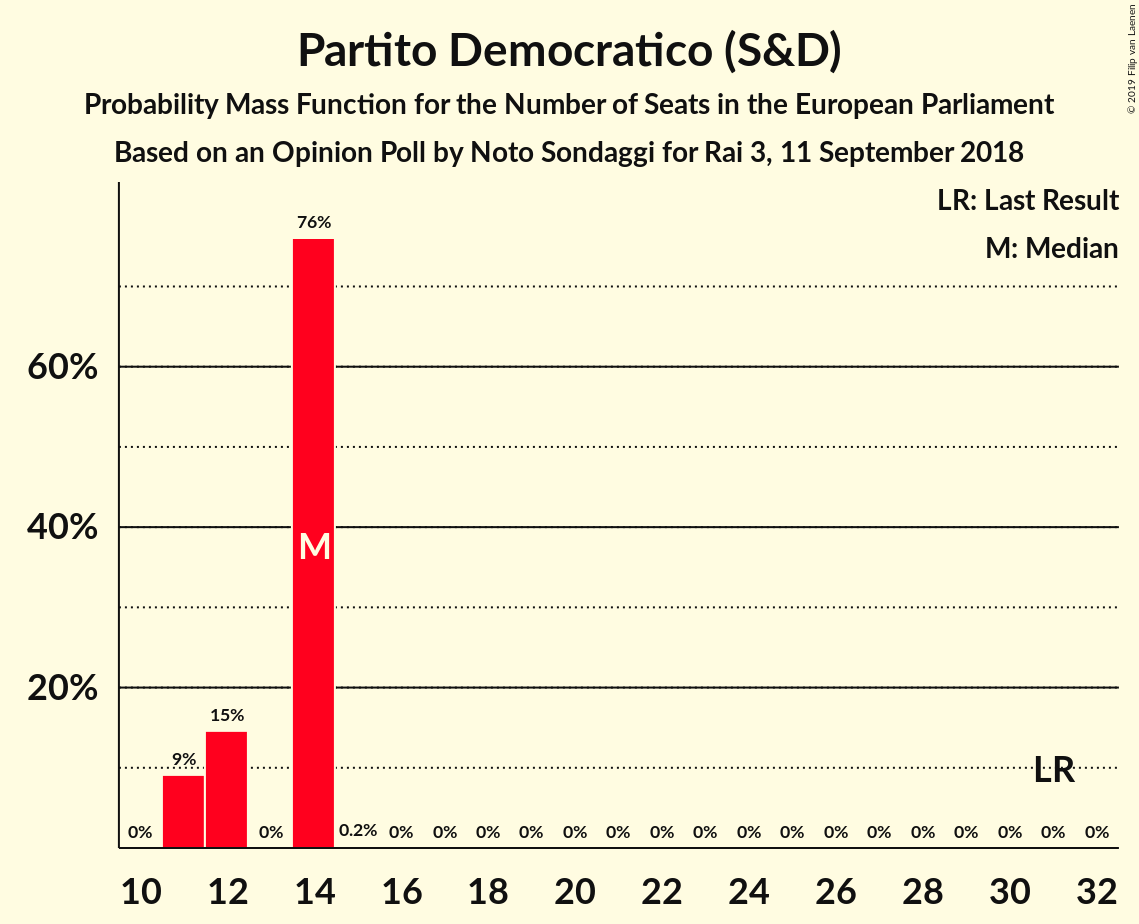 Partito Democratico (S&D)
Probability Mass Function for the Number of Seats in the European Parliament
Based on an Opinion Poll by Noto Sondaggi for Rai 3, 11 September 2018
© 2019 Filip van Laenen
LR: Last Result
M: Median
76%
60%
40%
M
20%
15%
9%
LR
0% 0% 0.2% 0% 0% 0% 0% 0% 0% 0% 0% 0% 0% 0% 0% 0% 0% 0% 0% 0%
10 12 14 16 18 20 22 24 26 28 30 32